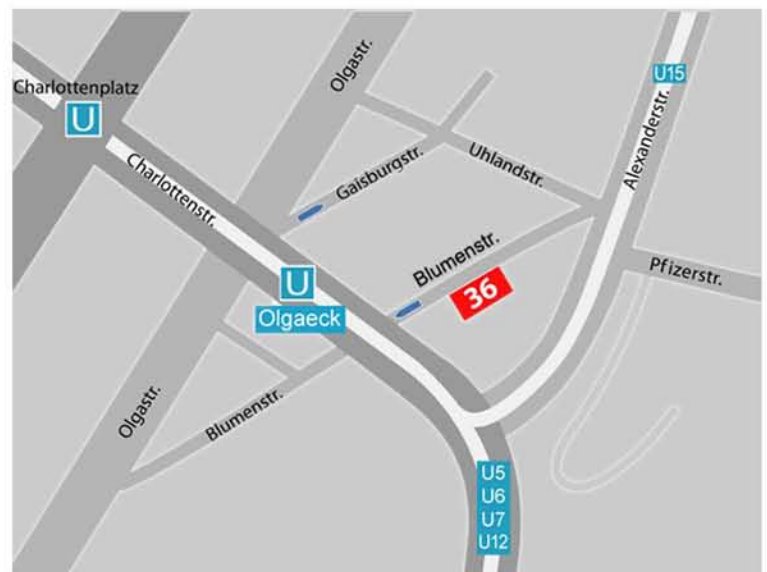 Charlottenplatz
U
Olgastr.
U15
Alexanderstr.
Uhlandstr.
Gaisburgstr.
Charlottenstr.
Blumenstr.
Pfizerstr.
36
U
Olgaeck
Olgastr.
Blumenstr.
U5
U6
U7
U12